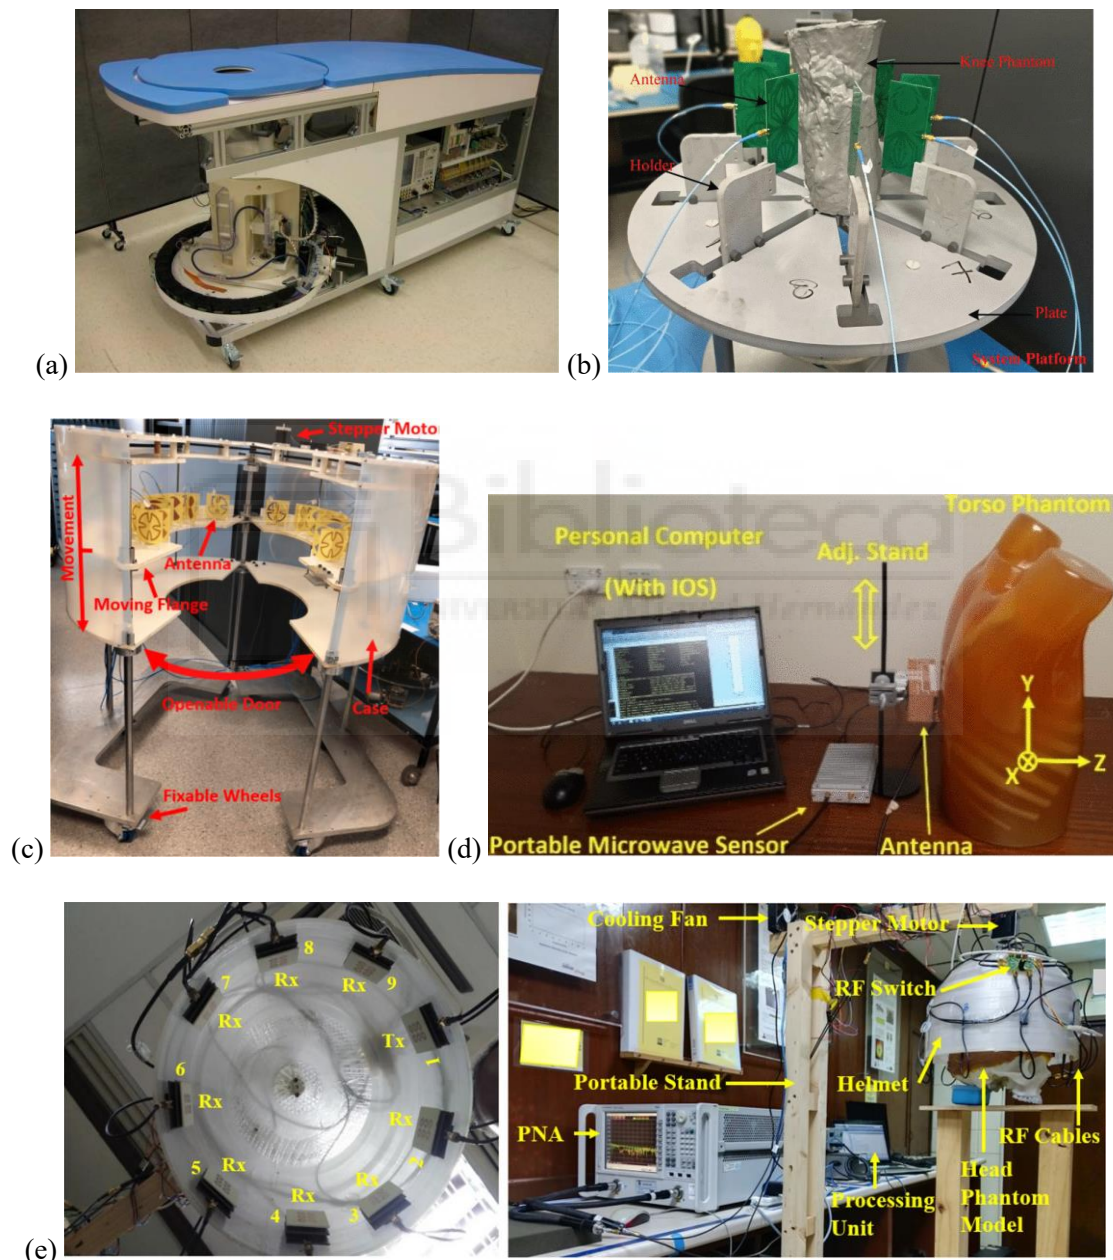 (a)
(b)
Antenna
Knee Phantom
Holder
8
X
Plate
System Platform
(c)
Stepper Motor
Movement
Antenna
Moving Flange
Openable Door
Case
Fixable Wheels
Biblioteca
(d)
Personal Computer
(With IOS)
Adj. Stand
Torso Phantom
Y
X
Z
Portable Microwave Sensor
Antenna
(e)
8
7
Rx
Rx
9
Rx
Tx
1
6
Rx
Rx
2
5
Rx
Rx
Rx
4
3
Cooling Fan
Stepper Motor
RF Switch
Portable Stand
Helmet
PNA
RF Cables
Processing
Unit
Head
Phantom
Model